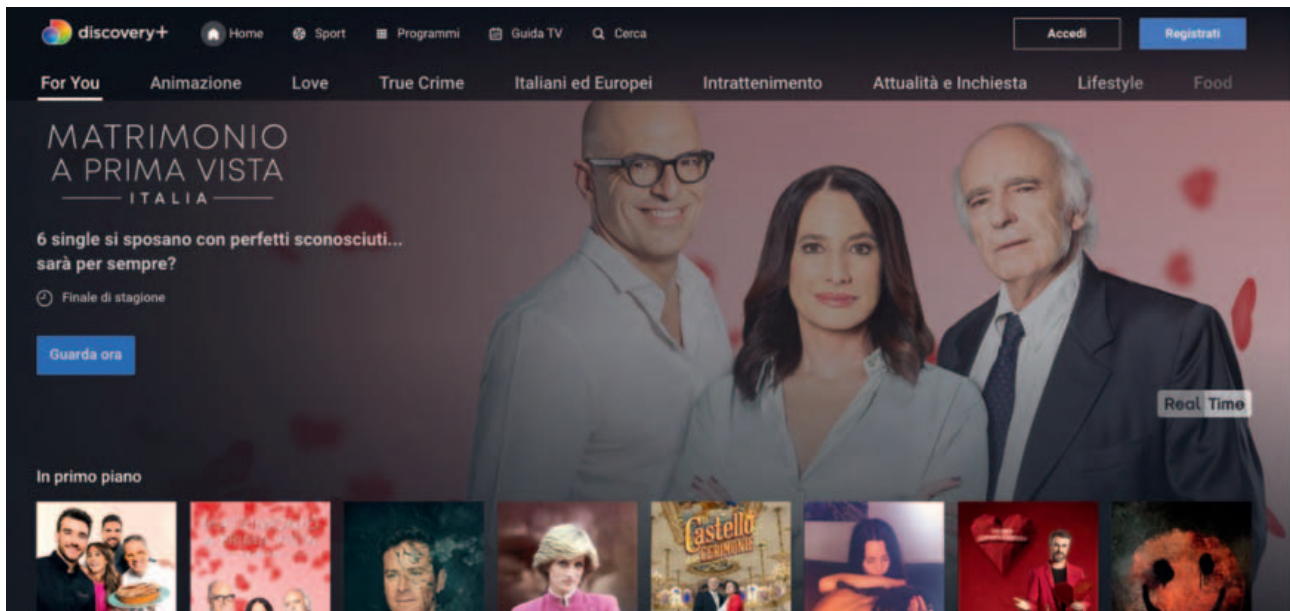 discovery+
Home
Sport
Programmi
Guida TV
Cerca
Accedi
Registrati
For You
Animazione
Love
True Crime
Italiani ed Europei
Intrattenimento
Attualità e Inchiesta
Lifestyle
Food
MATRIMONIO
A PRIMA VISTA
ITALIA
6 single si sposano con perfetti sconosciuti...
sarà per sempre?
Finale di stagione
Guarda ora
Real Time
In primo piano
Castello
CERIMONIE